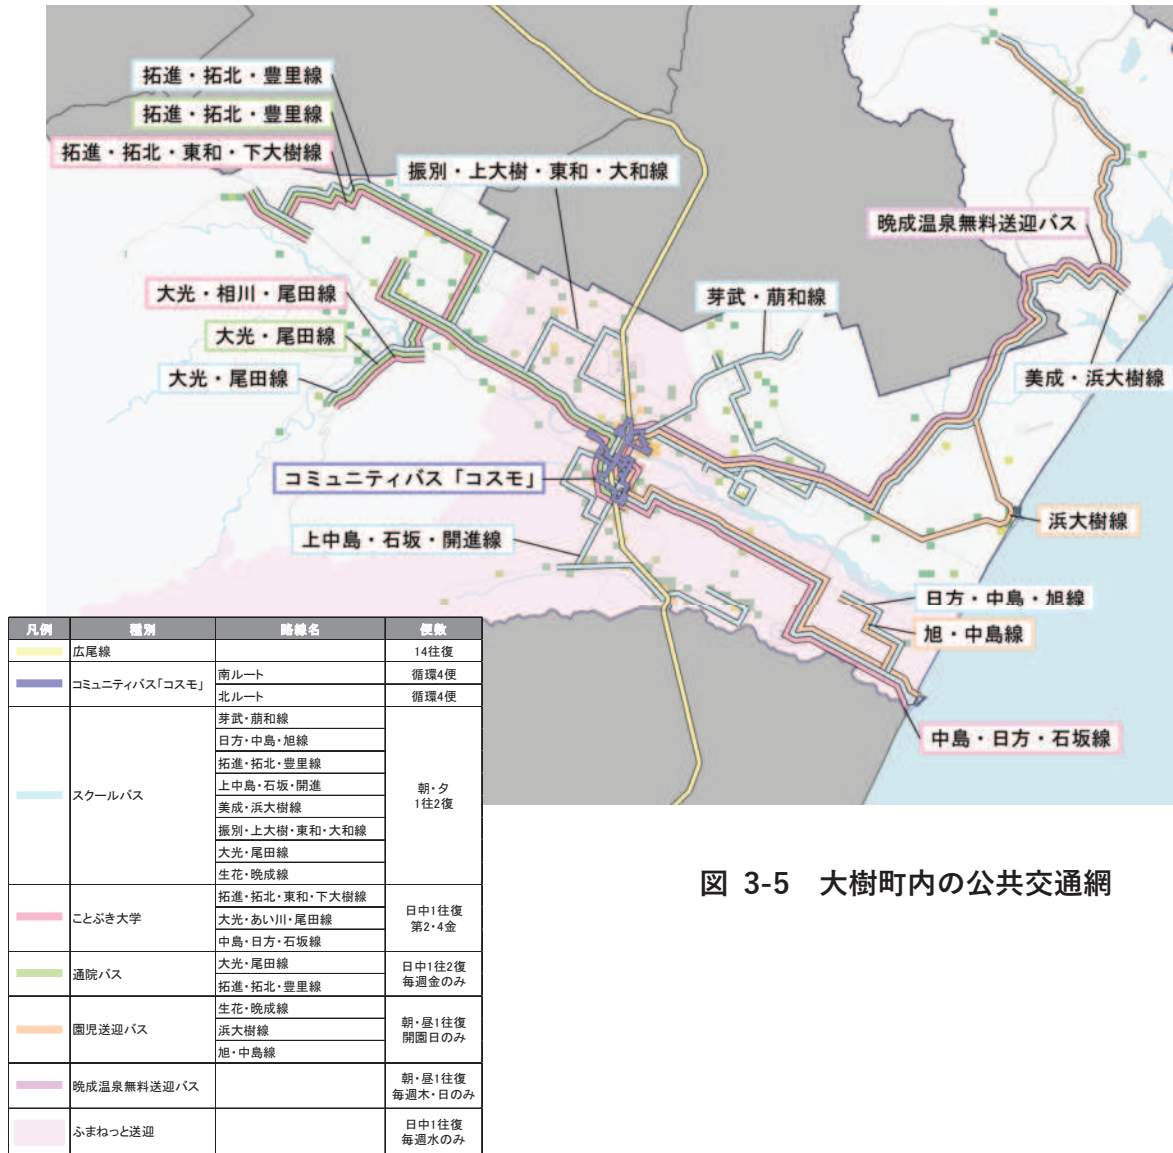 拓進・拓北・豊里線
拓進・拓北・豊里線
拓進・拓北・東和・下大樹線
振別・上大樹・東和・大和線
晩成温泉無料送迎バス
大光・相川・尾田線
芽武・萠和線
大光・尾田線
大光・尾田線
美成・浜大樹線
コミュニティバス「コスモ」
浜大樹線
上中島・石坂・開進線
日方・中島・旭線
旭・中島線
中島・日方・石坂線
凡例 種別 路線名 便数
広尾線 14往復
コミュニティバス「コスモ」 南ルート 循環4便
北ルート 循環4便
スクールバス 芽武・萠和線 朝・夕
1往2復
日方・中島・旭線
拓進・拓北・豊里線
上中島・石坂・開進
美成・浜大樹線
振別・上大樹・東和・大和線
大光・尾田線
生花・晩成線
ことぶき大学 拓進・拓北・東和・下大樹線 日中1往復
第2・4金
大光・あい川・尾田線
中島・日方・石坂線
通院バス 大光・尾田線 日中1往2復
毎週金のみ
拓進・拓北・豊里線
園児送迎バス 生花・晩成線 朝・昼1往復
開園日のみ
浜大樹線
旭・中島線
晩成温泉無料送迎バス 朝・昼1往復
毎週木・日のみ
ふまねっと送迎 日中1往復
毎週水のみ
図 3-5 大樹町内の公共交通網